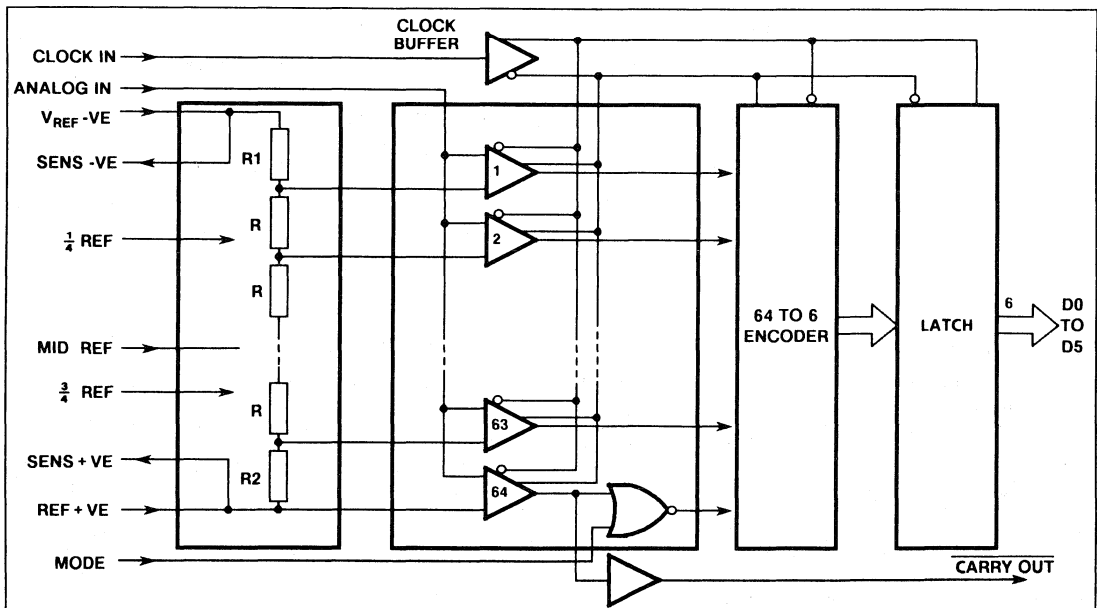 CLOCK
BUFFER
CLOCK IN
ANALOG IN
VREF -VE
SENS -VE
R1
1
R
2
1/4 REF
R
64 TO 6
ENCODER
LATCH
6
D0
TO
D5
MID REF
3/4 REF
R
63
SENS + VE
R2
64
REF + VE
MODE
CARRY OUT